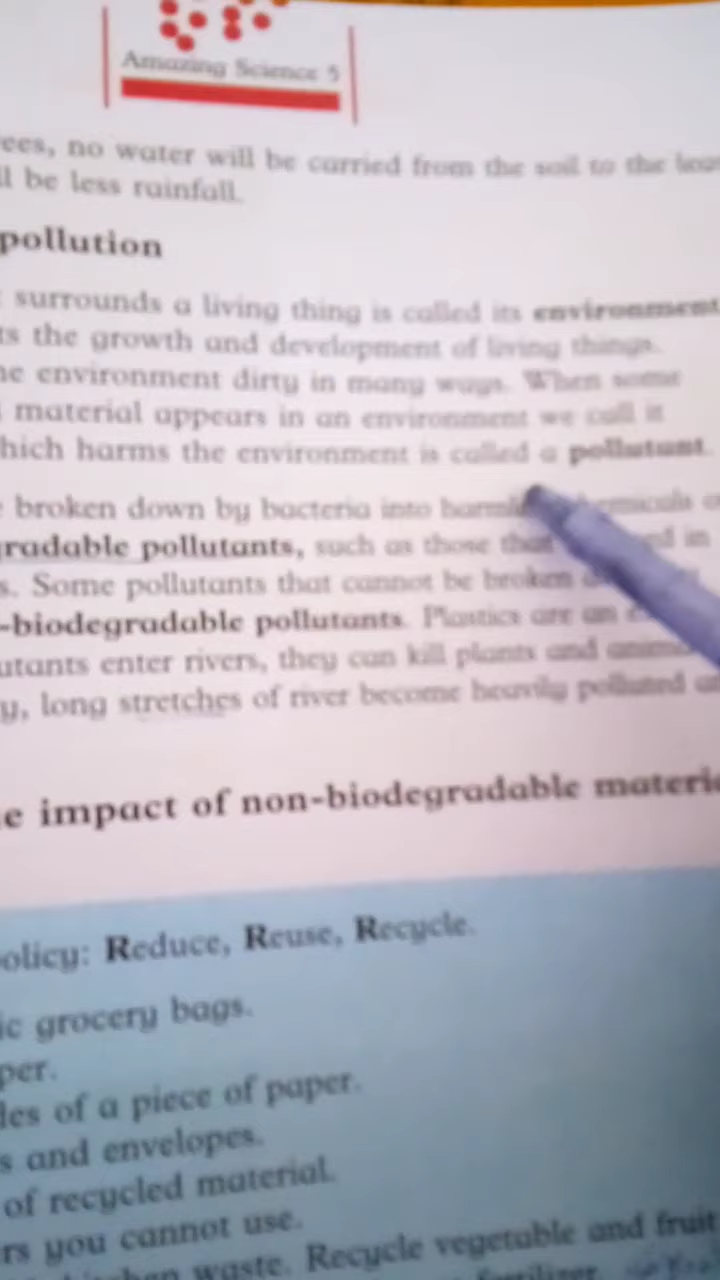 Amazing Science 5
ees, no water will be carried from the soil to the lea
ll be less rainfall.
pollution
surrounds a living thing is called its environment
ts the growth and development of living things.
he environment dirty in many ways. When some
material appears in an environment we call it
hich harms the environment is called a pollutant.
broken down by bacteria into
gradable pollutants, such as those in
s. Some pollutants that cannot be broken
-biodegradable pollutants. Plastics are an
utants enter rivers, they can kill plants and
y, long stretches of river become heavily polluted
e impact of non-biodegradable materi
olicy: Reduce, Reuse, Recycle.
ic grocery bags.
per.
des of a piece of paper.
s and envelopes.
of recycled material.
rs you cannot use.
waste. Recycle vegetable and fruit